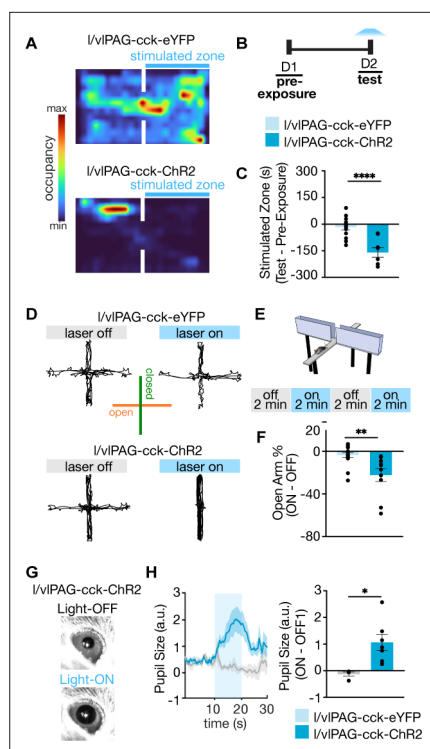 A
l/vlPAG-cck-eYFP
stimulated zone
max
occupancy
min
l/vlPAG-cck-ChR2
stimulated zone
B
D1
pre-
exposure
D2
test
l/vlPAG-cck-eYFP
l/vlPAG-cck-ChR2
C
Stimulated Zone (s)
(Test - Pre-Exposure)
300
150
0
-150
-300
****
D
l/vlPAG-cck-eYFP
laser off
laser on
closed
open
l/vlPAG-cck-ChR2
laser off
laser on
E
off
2 min
on
2 min
off
2 min
on
2 min
F
Open Arm %
(ON - OFF)
0
-40
-80
**
G
l/vlPAG-cck-ChR2
Light-OFF
Light-ON
H
Pupil Size (a.u.)
4
3
2
1
0
-1
10
20
30
time (s)
Pupil Size (a.u.)
(ON - OFF1)
3
2
1
0
-1
*
l/vlPAG-cck-eYFP
l/vlPAG-cck-ChR2